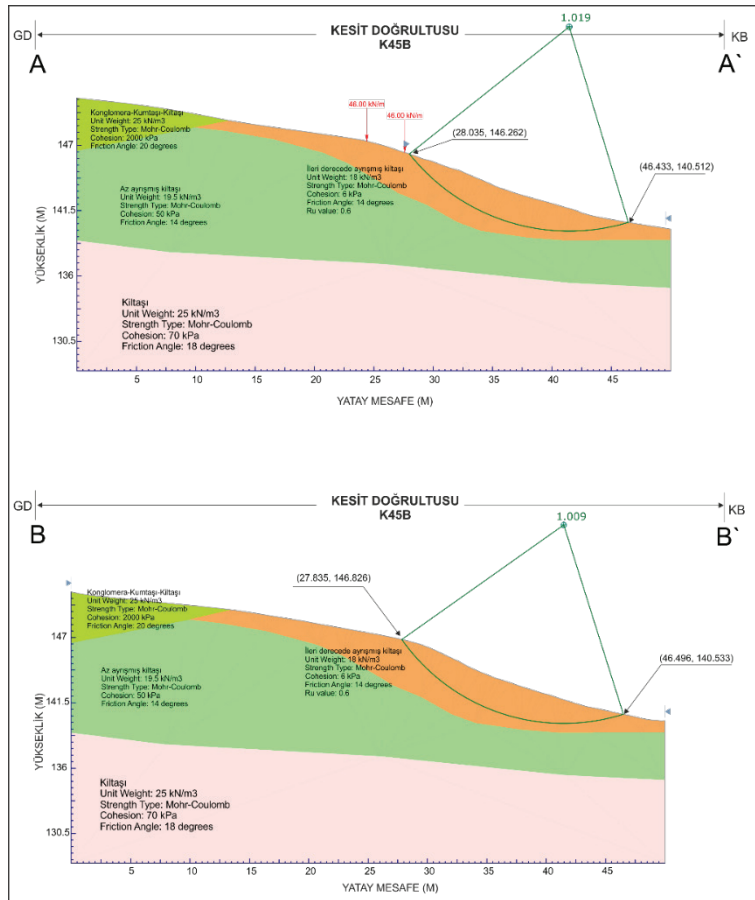 KESİT DOĞRULTUSU
K45B
GD
KB
A
A`
1.019
46.00 kN/m
46.00 kN/m
(28.035, 146.262)
(46.433, 140.512)
Konglomera-Kumtaşı-Kiltaşı
Unit Weight: 25 kN/m3
Strength Type: Mohr-Coulomb
Cohesion: 2000 kPa
Friction Angle: 20 degrees
Az ayrışmış kiltaşı
Unit Weight: 19.5 kN/m3
Strength Type: Mohr-Coulomb
Cohesion: 50 kPa
Friction Angle: 14 degrees
İleri derecede ayrışmış kiltaşı
Unit Weight: 18 kN/m3
Strength Type: Mohr-Coulomb
Cohesion: 6 kPa
Friction Angle: 14 degrees
Ru value: 0.6
Kiltaşı
Unit Weight: 25 kN/m3
Strength Type: Mohr-Coulomb
Cohesion: 70 kPa
Friction Angle: 18 degrees
YÜKSEKLİK (M)
147
141.5
136
130.5
5 10 15 20 25 30 35 40 45
YATAY MESAFE (M)
KESİT DOĞRULTUSU
K45B
GD
KB
B
B`
1.009
(27.835, 146.826)
(46.496, 140.533)
Konglomera-Kumtaşı-Kiltaşı
Unit Weight: 25 kN/m3
Strength Type: Mohr-Coulomb
Cohesion: 2000 kPa
Friction Angle: 20 degrees
Az ayrışmış kiltaşı
Unit Weight: 19.5 kN/m3
Strength Type: Mohr-Coulomb
Cohesion: 50 kPa
Friction Angle: 14 degrees
İleri derecede ayrışmış kiltaşı
Unit Weight: 18 kN/m3
Strength Type: Mohr-Coulomb
Cohesion: 6 kPa
Friction Angle: 14 degrees
Ru value: 0.6
Kiltaşı
Unit Weight: 25 kN/m3
Strength Type: Mohr-Coulomb
Cohesion: 70 kPa
Friction Angle: 18 degrees
YÜKSEKLİK (M)
147
141.5
136
130.5
5 10 15 20 25 30 35 40 45
YATAY MESAFE (M)